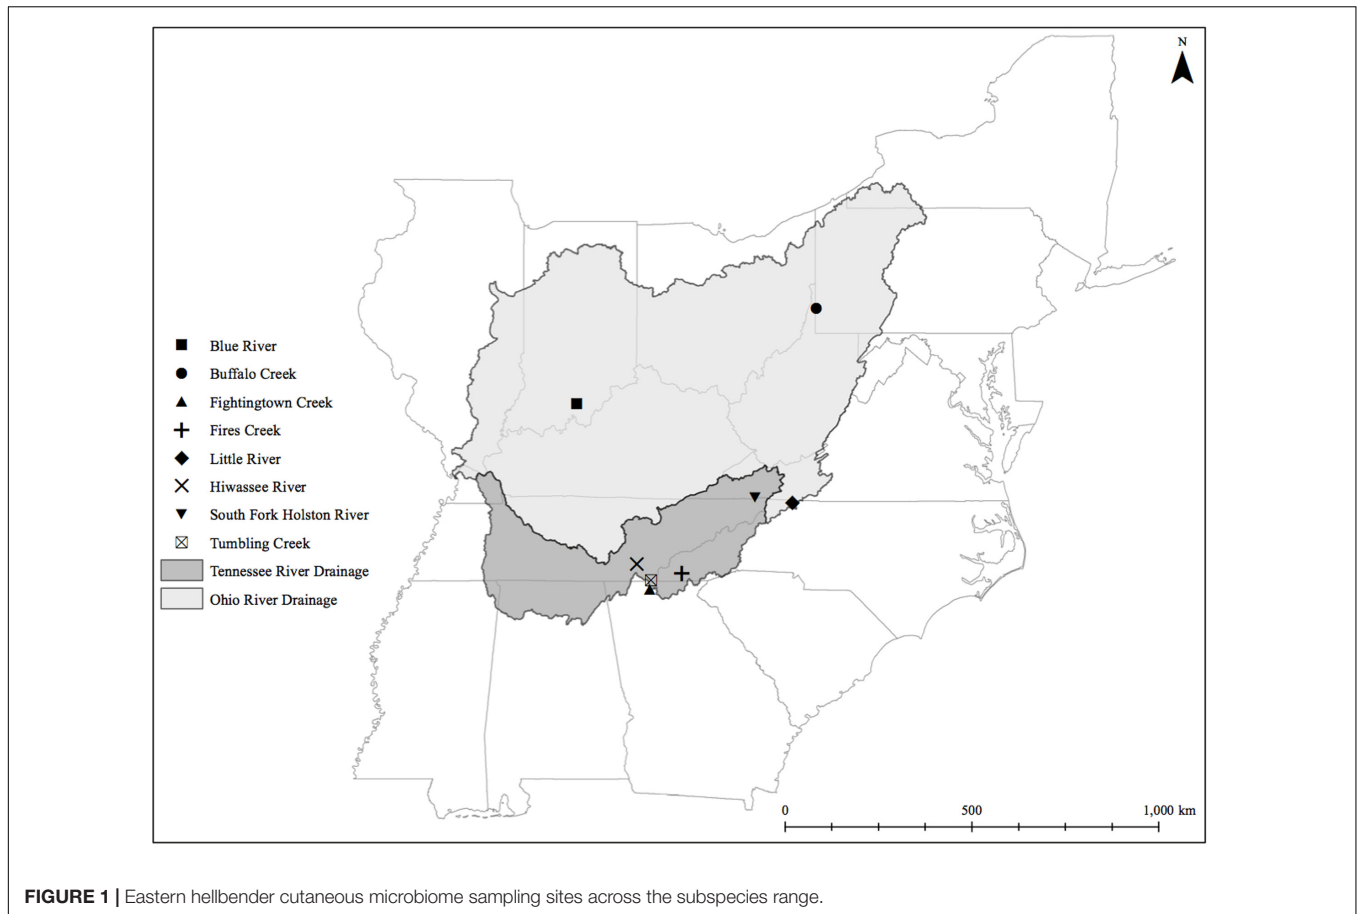 N
Blue River
Buffalo Creek
Fightingtown Creek
Fires Creek
Little River
Hiwassee River
South Fork Holston River
Tumbling Creek
Tennessee River Drainage
Ohio River Drainage
0 500 1,000 km
FIGURE 1 | Eastern hellbender cutaneous microbiome sampling sites across the subspecies range.